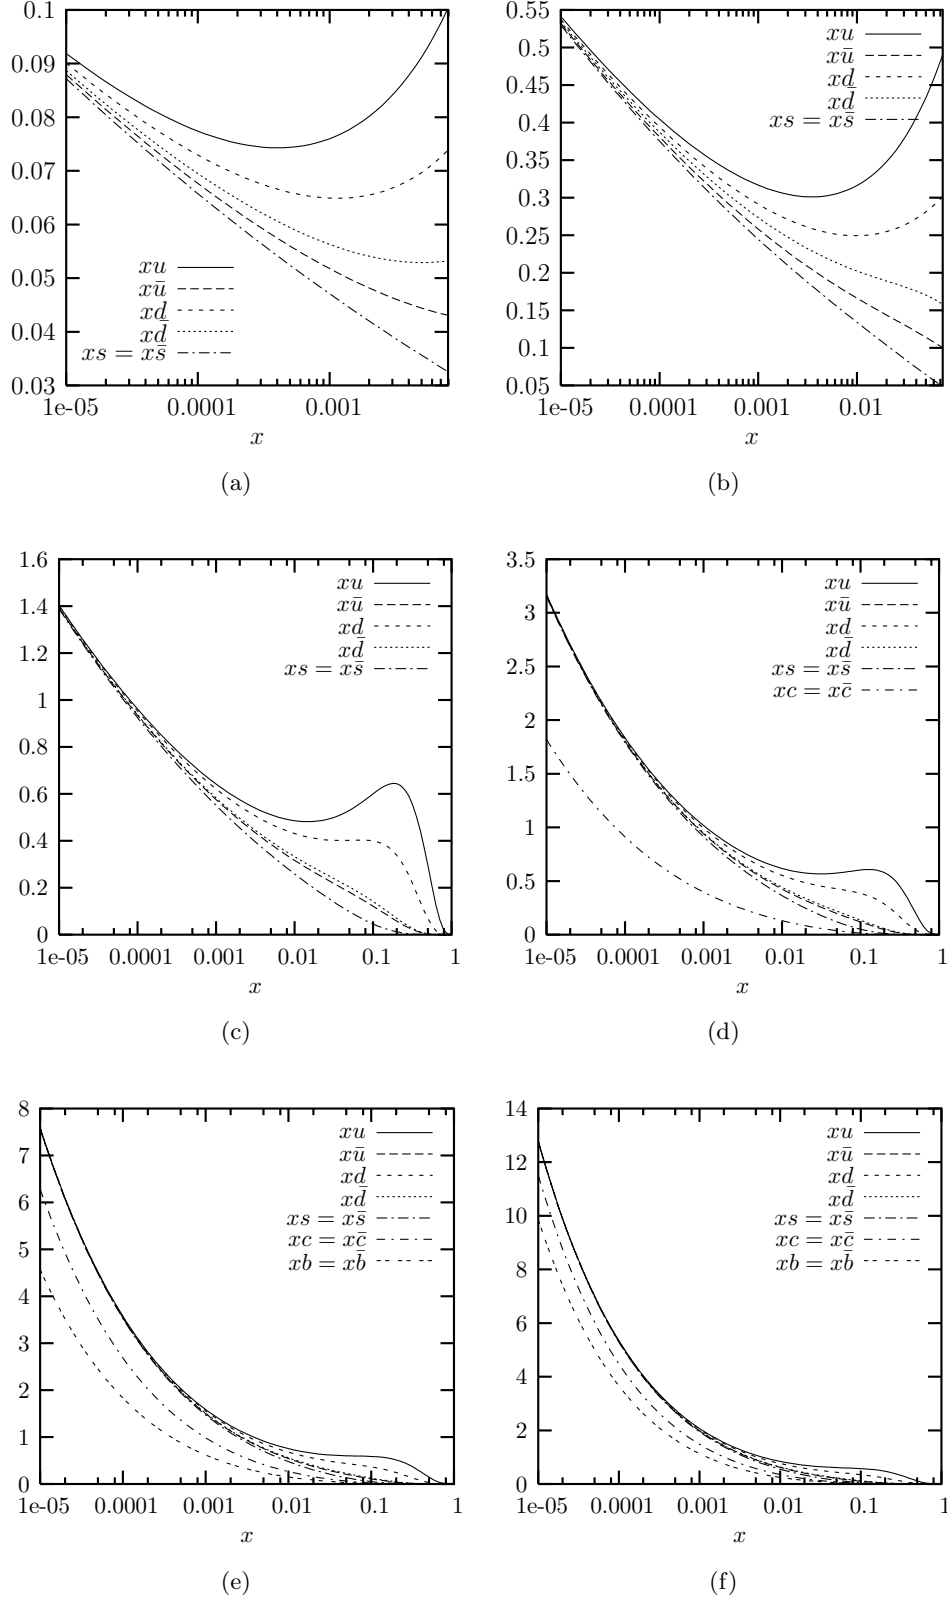 0.1
0.09
0.08
0.07
0.06
0.05
0.04
0.03
xu
xū
xd
xd̄
xs = xs̄
1e-05 0.0001 0.001
x
(a)
0.55
0.5
0.45
0.4
0.35
0.3
0.25
0.2
0.15
0.1
0.05
xu
xū
xd
xd̄
xs = xs̄
1e-05 0.0001 0.001 0.01
x
(b)
1.6
1.4
1.2
1
0.8
0.6
0.4
0.2
0
xu
xū
xd
xd̄
xs = xs̄
1e-05 0.0001 0.001 0.01 0.1 1
x
(c)
3.5
3
2.5
2
1.5
1
0.5
0
xu
xū
xd
xd̄
xs = xs̄
xc = xc̄
1e-05 0.0001 0.001 0.01 0.1 1
x
(d)
8
7
6
5
4
3
2
1
0
xu
xū
xd
xd̄
xs = xs̄
xc = xc̄
xb = xb̄
1e-05 0.0001 0.001 0.01 0.1 1
x
(e)
14
12
10
8
6
4
2
0
xu
xū
xd
xd̄
xs = xs̄
xc = xc̄
xb = xb̄
1e-05 0.0001 0.001 0.01 0.1 1
x
(f)